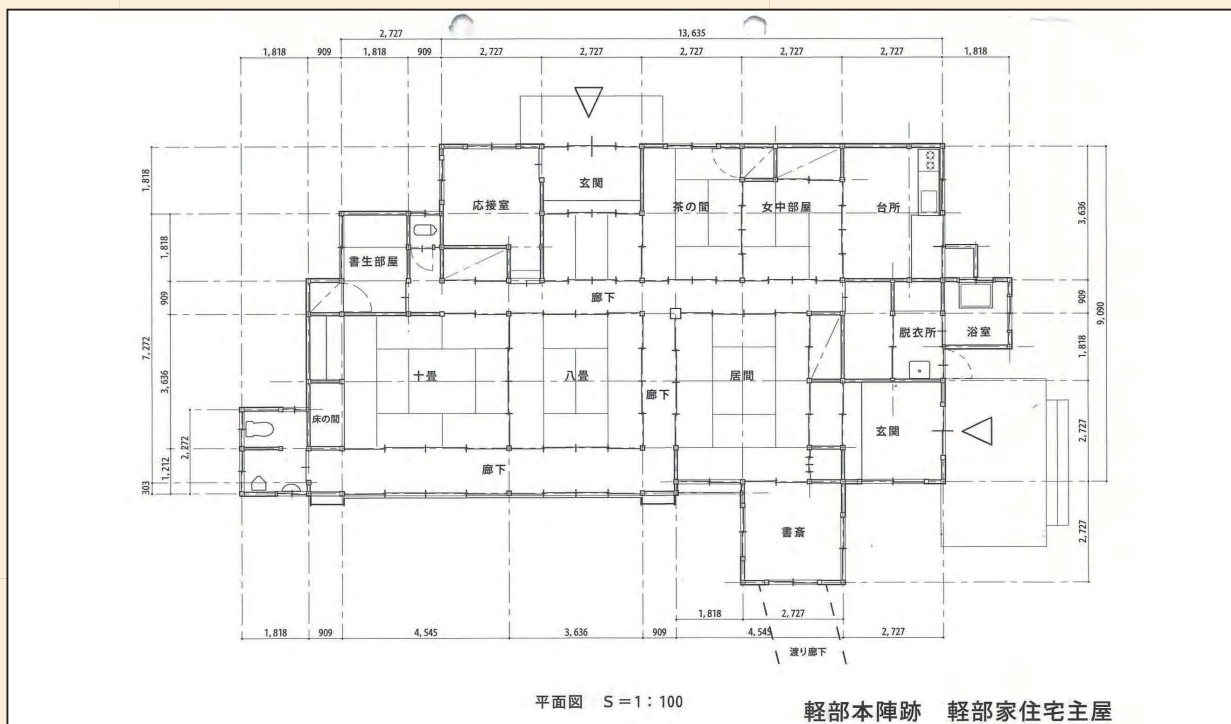 2,727
13,635
1,818
909
1,818
909
2,727
2,727
2,727
2,727
2,727
1,818
1,818
1,818
909
7,272
3,636
2,272
1,212
303
3,636
909
9,090
1,818
2,727
2,727
玄関
応接室
茶の間
女中部屋
台所
書生部屋
廊下
脱衣所
浴室
十畳
八畳
廊下
居間
床の間
玄関
廊下
書斎
1,818
2,727
1,818
909
4,545
3,636
909
4,545
2,727
渡り廊下
平面図 S=1:100
軽部本陣跡 軽部家住宅主屋